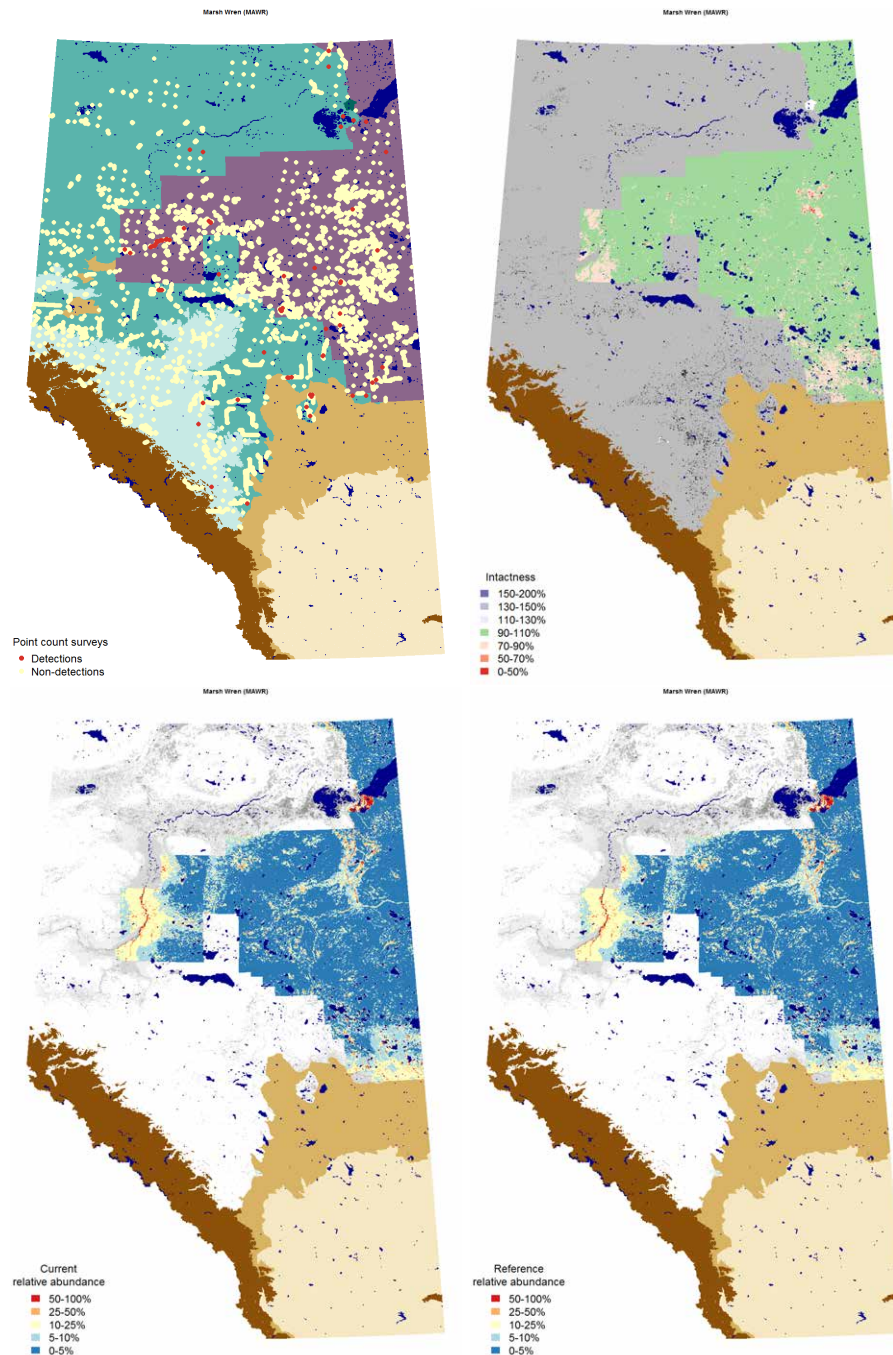 Marsh Wren (MAWR)
Point count surveys
Detections
Non-detections
Marsh Wren (MAWR)
Intactness
150-200%
130-150%
110-130%
90-110%
70-90%
50-70%
0-50%
Marsh Wren (MAWR)
Current
relative abundance
50-100%
25-50%
10-25%
5-10%
0-5%
Marsh Wren (MAWR)
Reference
relative abundance
50-100%
25-50%
10-25%
5-10%
0-5%